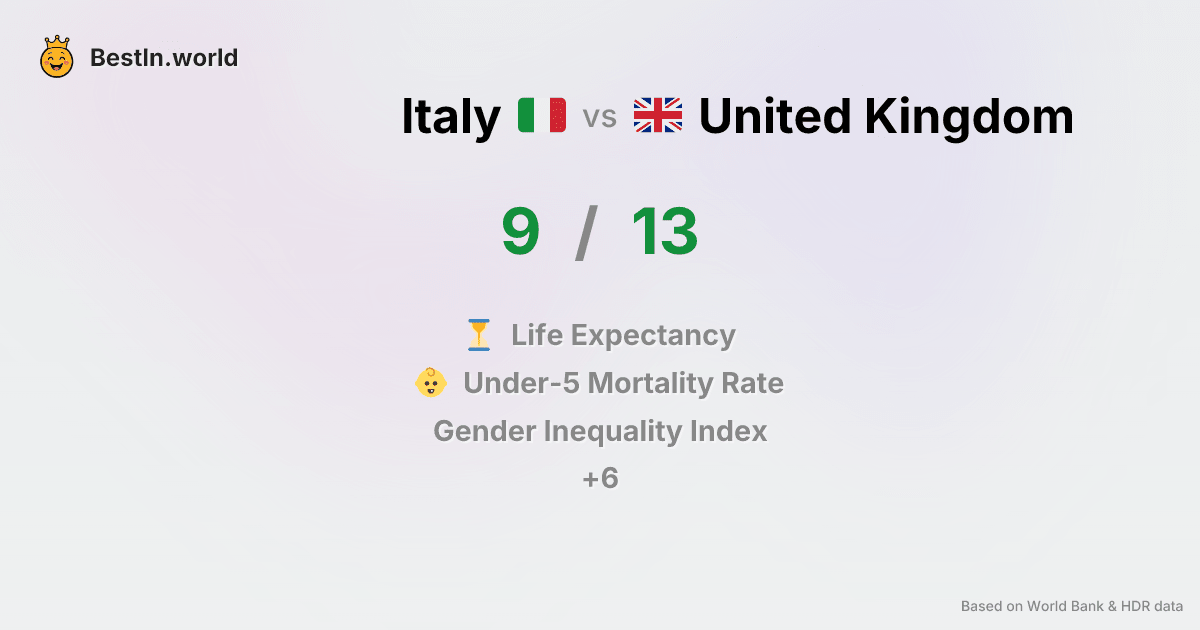 BestIn.world
Italy vs United Kingdom
9 / 13
Life Expectancy
Under-5 Mortality Rate
Gender Inequality Index
+6
Based on World Bank & HDR data